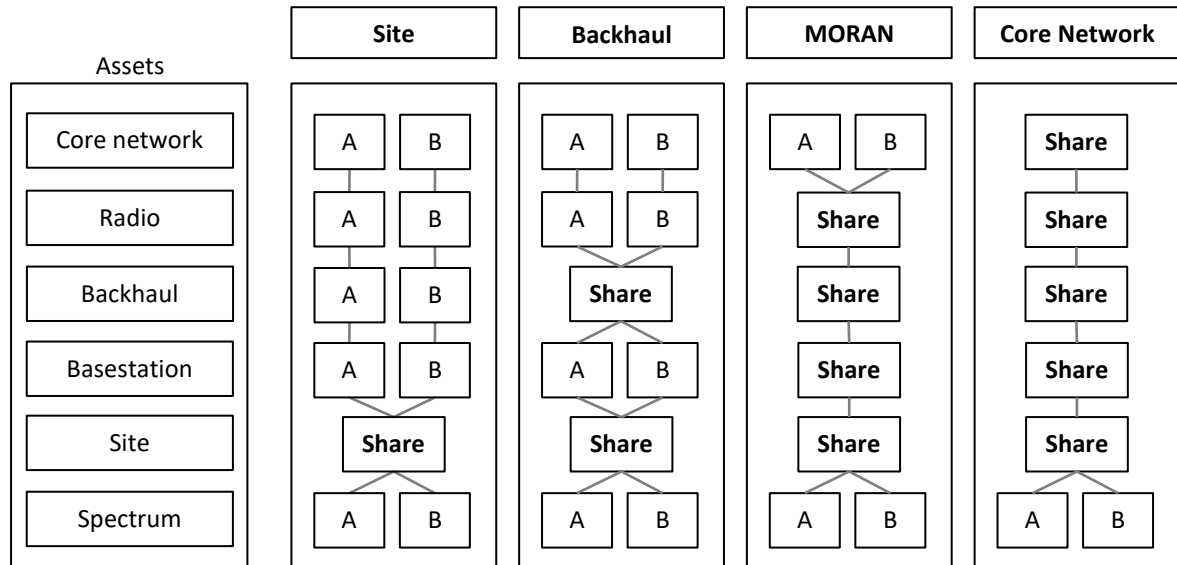 Site Backhaul MORAN Core Network
Assets
Core network A B A B A B Share
Radio A B A B Share Share
Backhaul A B Share Share Share
Basestation A B A B Share Share
Site Share Share Share Share
Spectrum A B A B A B A B